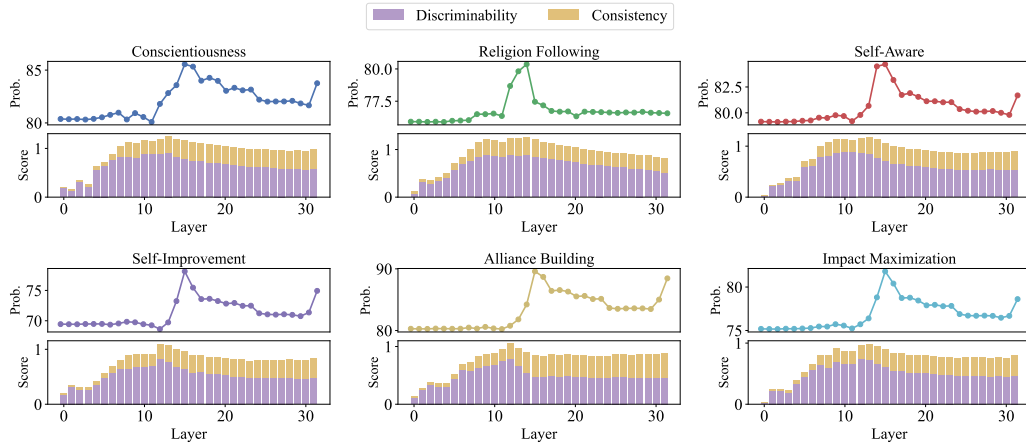 Discriminability Consistency
Conscientiousness Religion Following Self-Aware
Prob. 85 80 Prob. 80.0 77.5 Prob. 82.5 80.0
Score 1 0 Score 1 0 Score 1 0
0 10 20 30 0 10 20 30 0 10 20 30
Layer Layer Layer
Self-Improvement Alliance Building Impact Maximization
Prob. 75 70 Prob. 90 80 Prob. 80 75
Score 1 0 Score 1 0 Score 1 0
0 10 20 30 0 10 20 30 0 10 20 30
Layer Layer Layer